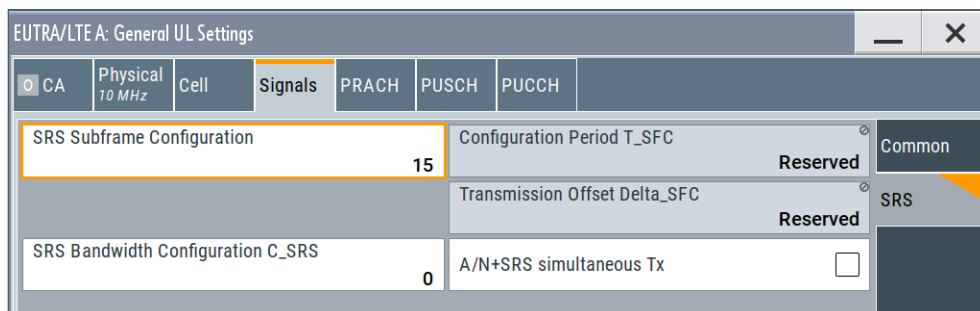 EUTRA/LTE A: General UL Settings
O CA
Physical
10 MHz
Cell
Signals
PRACH
PUSCH
PUCCH
SRS Subframe Configuration
15
Configuration Period T_SFC
Reserved
Common
Transmission Offset Delta_SFC
Reserved
SRS
SRS Bandwidth Configuration C_SRS
0
A/N+SRS simultaneous Tx